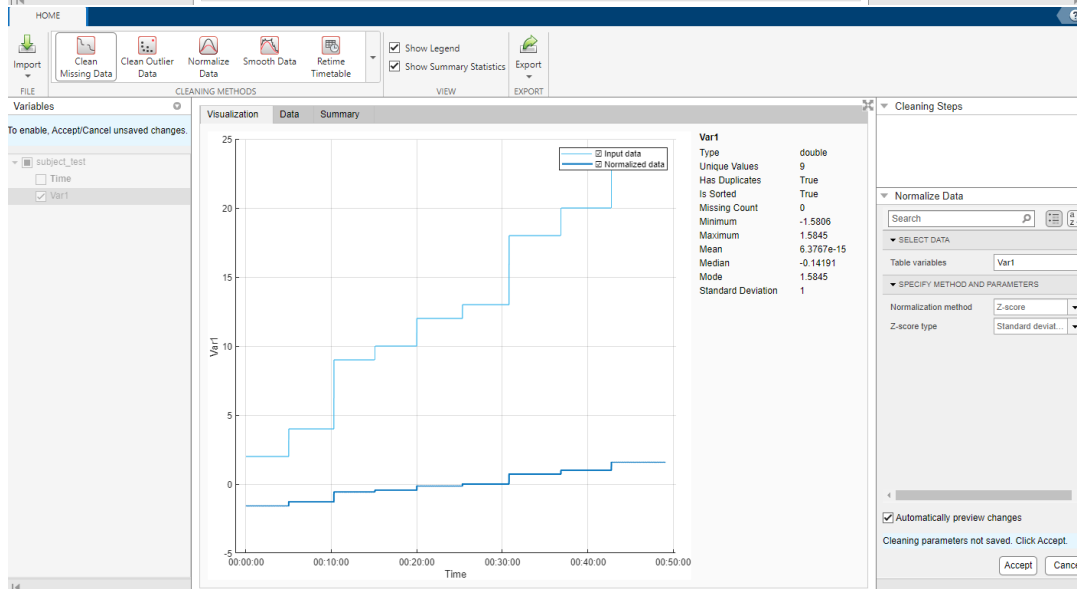 HOME
?
Import
Clean
Missing Data
Clean Outlier
Data
Normalize
Data
Smooth Data
Retime
Timetable
Show Legend
Show Summary Statistics
Export
FILE
CLEANING METHODS
VIEW
EXPORT
Variables
To enable, Accept/Cancel unsaved changes.
subject_test
Time
Var1
Visualization Data Summary
25
20
15
10
5
0
-5
Var1
Input data
Normalized data
00:00:00 00:10:00 00:20:00 00:30:00 00:40:00 00:50:00
Time
Var1
Type double
Unique Values 9
Has Duplicates True
Is Sorted True
Missing Count 0
Minimum -1.5806
Maximum 1.5845
Mean 6.3767e-15
Median -0.14191
Mode 1.5845
Standard Deviation 1
Cleaning Steps
Normalize Data
Search
a
z
SELECT DATA
Table variables Var1
SPECIFY METHOD AND PARAMETERS
Normalization method Z-score
Z-score type Standard deviat...
Automatically preview changes
Cleaning parameters not saved. Click Accept.
Accept Cance